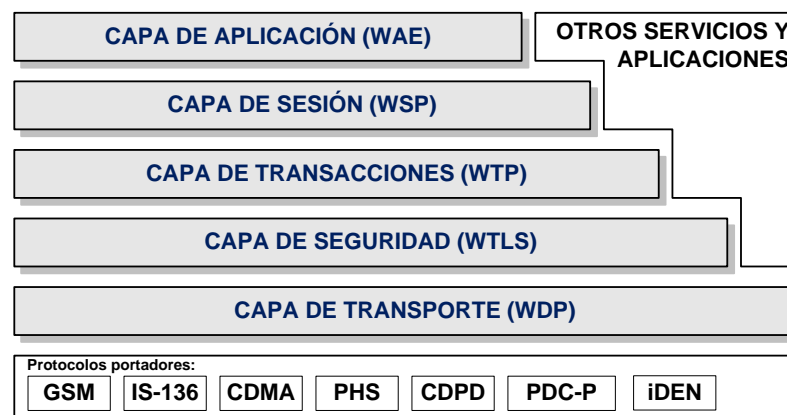 CAPA DE APLICACIÓN (WAE)
OTROS SERVICIOS Y
APLICACIONES
CAPA DE SESIÓN (WSP)
CAPA DE TRANSACCIONES (WTP)
CAPA DE SEGURIDAD (WTLS)
CAPA DE TRANSPORTE (WDP)
Protocolos portadores:
GSM IS-136 CDMA PHS CDPD PDC-P iDEN